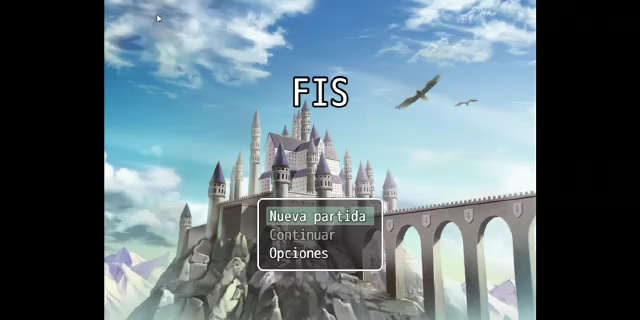 FIS
Nueva partida
Continuar
Opciones